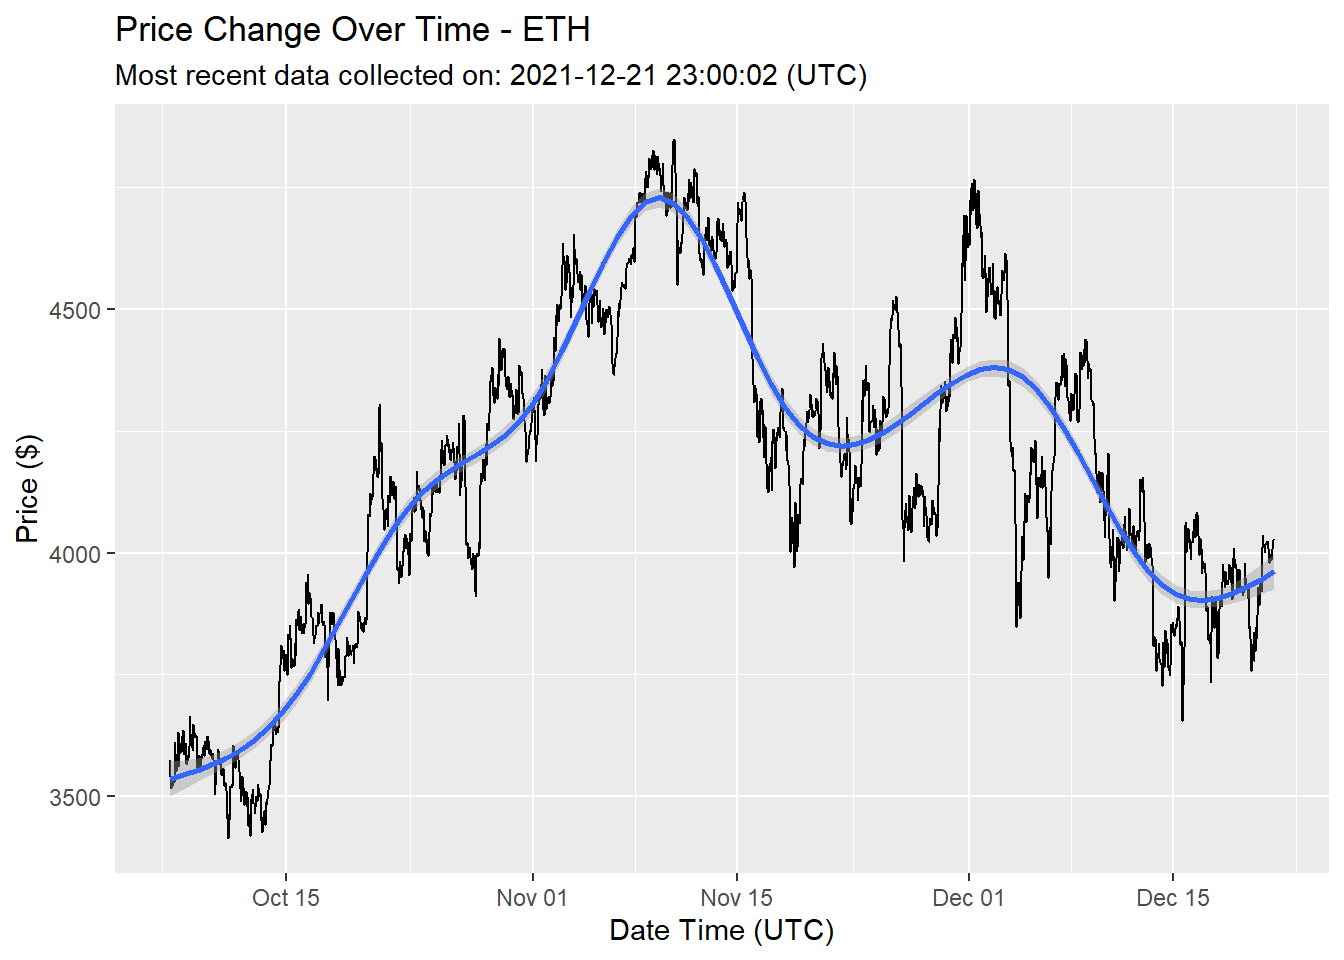 Price Change Over Time - ETH
Most recent data collected on: 2021-12-21 23:00:02 (UTC)
Price ($)
4500
4000
3500
Oct 15
Nov 01
Nov 15
Dec 01
Dec 15
Date Time (UTC)